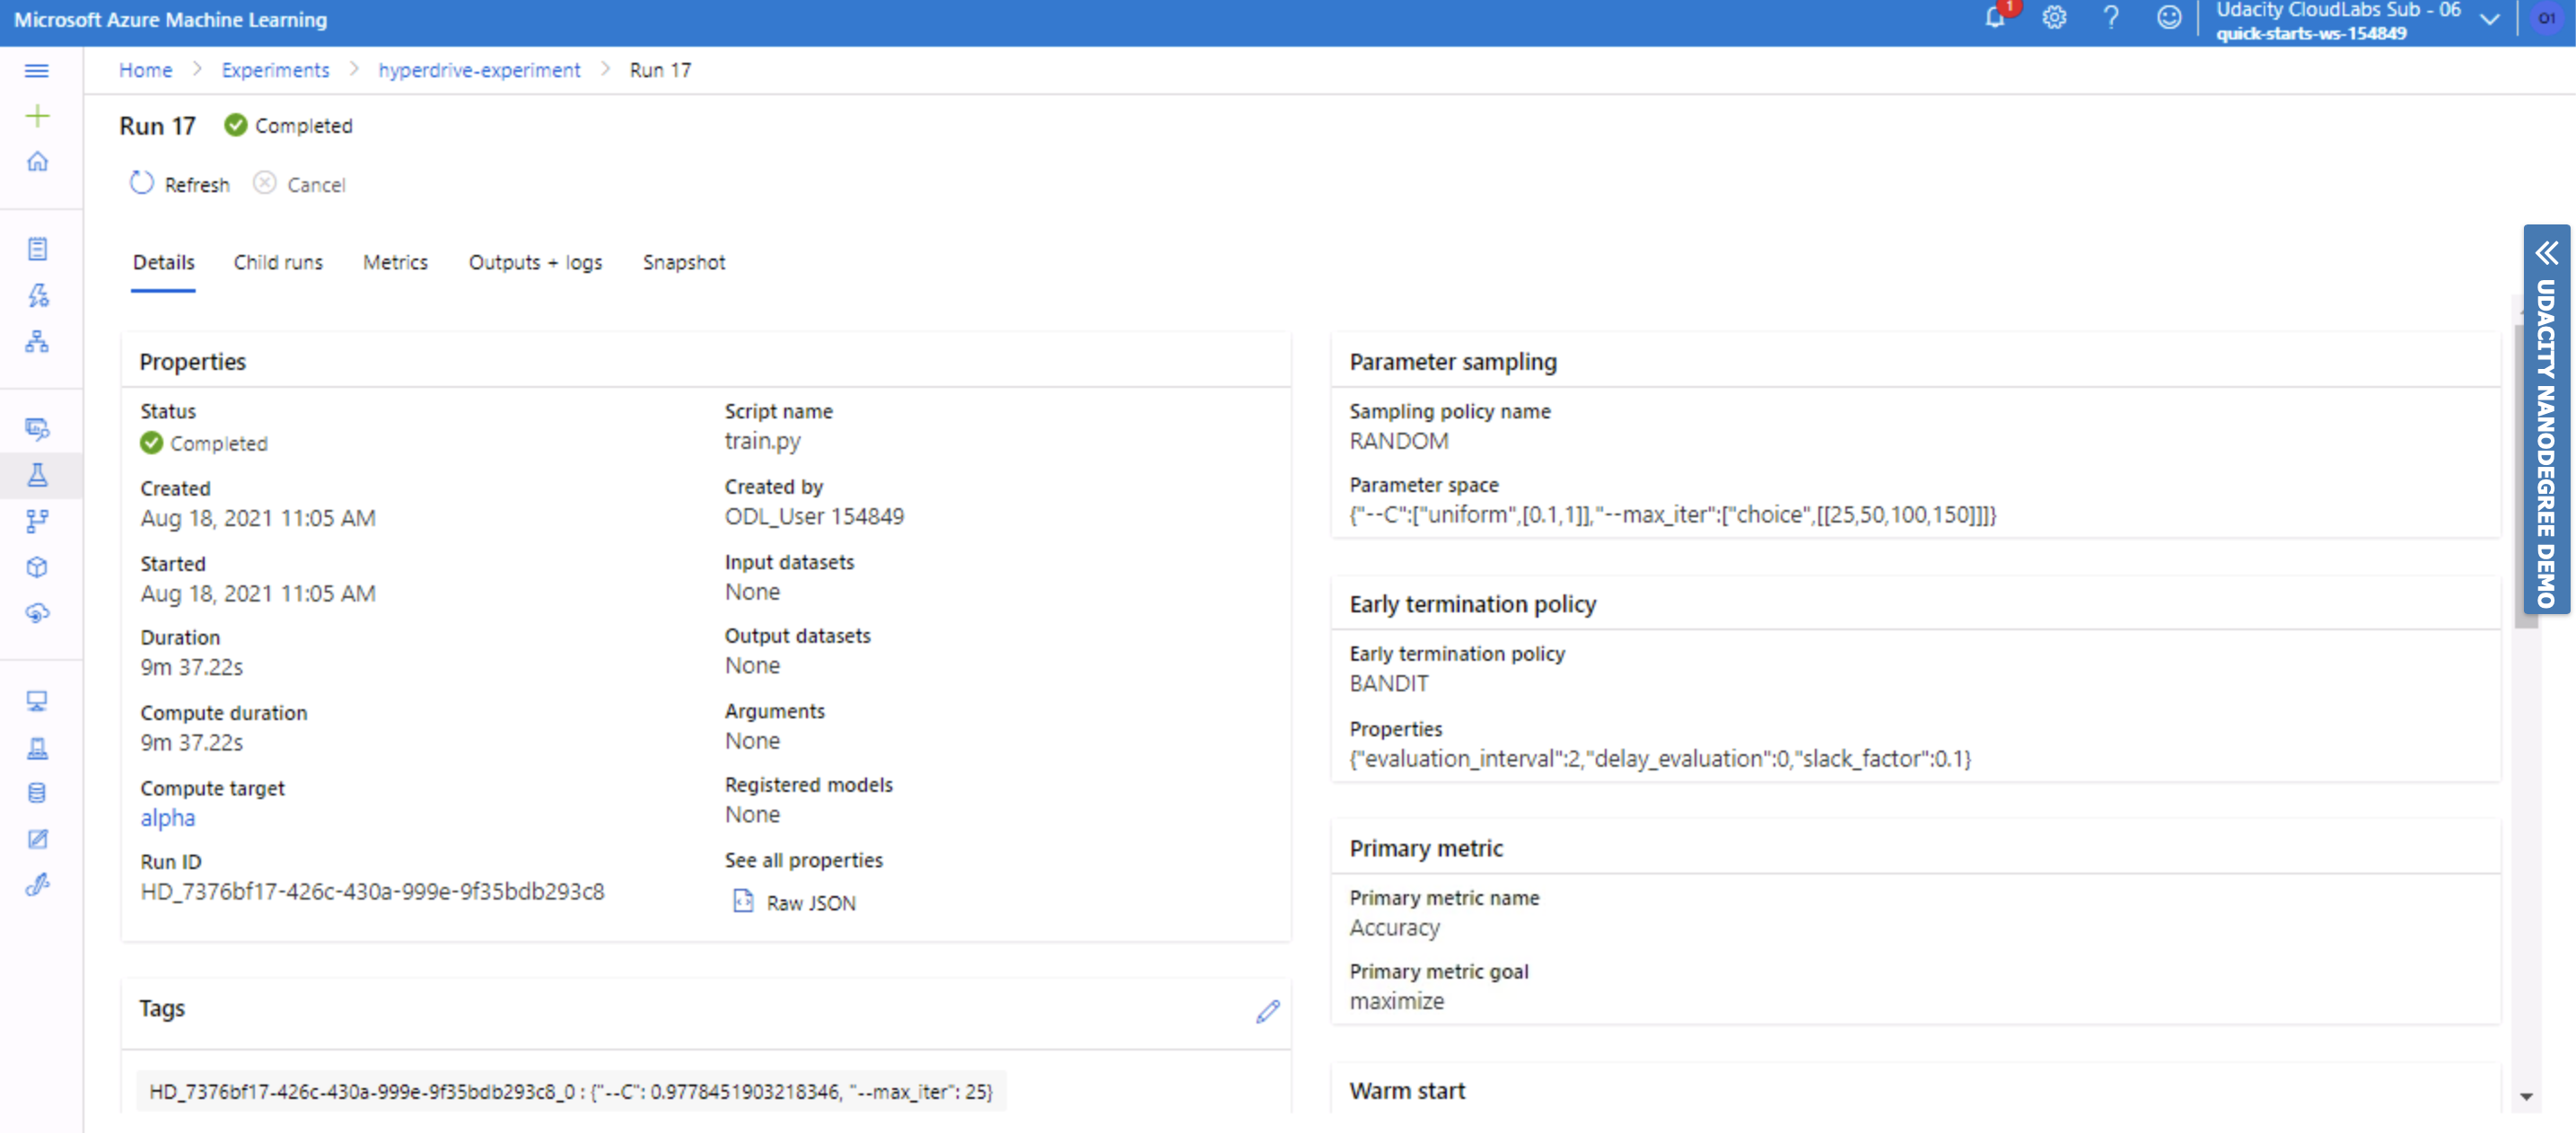 Microsoft Azure Machine Learning
1
Udacity CloudLabs Sub - 06
quick-starts-ws-154849
O1
Home > Experiments > hyperdrive-experiment > Run 17
Run 17 Completed
Refresh Cancel
Details Child runs Metrics Outputs + logs Snapshot
Properties
Status
Completed
Created
Aug 18, 2021 11:05 AM
Started
Aug 18, 2021 11:05 AM
Duration
9m 37.22s
Compute duration
9m 37.22s
Compute target
alpha
Run ID
HD_7376bf17-426c-430a-999e-9f35bdb293c8
Script name
train.py
Created by
ODL_User 154849
Input datasets
None
Output datasets
None
Arguments
None
Registered models
None
See all properties
Raw JSON
Tags
HD_7376bf17-426c-430a-999e-9f35bdb293c8_0 : {"--C": 0.9778451903218346, "--max_iter": 25}
Parameter sampling
Sampling policy name
RANDOM
Parameter space
{"--C":["uniform",[0.1,1]],"--max_iter":["choice",[[25,50,100,150]]]}
Early termination policy
Early termination policy
BANDIT
Properties
{"evaluation_interval":2,"delay_evaluation":0,"slack_factor":0.1}
Primary metric
Primary metric name
Accuracy
Primary metric goal
maximize
Warm start
UDACITY NANODEGREE DEMO